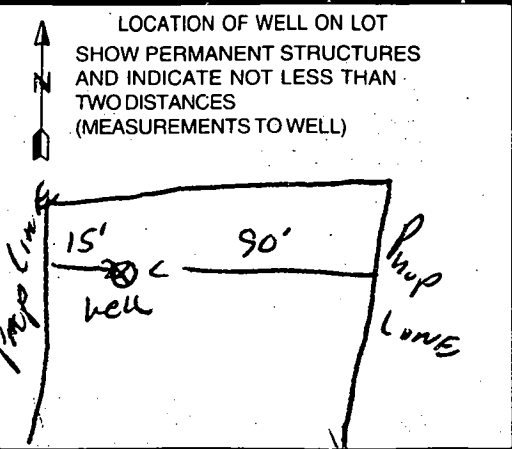 LOCATION OF WELL ON LOT
SHOW PERMANENT STRUCTURES
AND INDICATE NOT LESS THAN
TWO DISTANCES
(MEASUREMENTS TO WELL)
N
15'
90'
well
Prop Line
Prop
Line